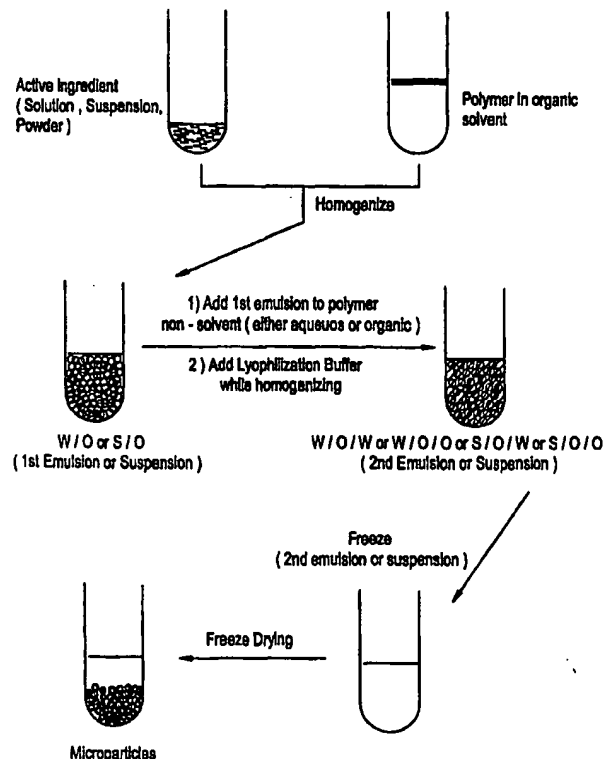 Active Ingredient
( Solution , Suspension,
Powder )
Polymer in organic
solvent
Homogenize
1) Add 1st emulsion to polymer
non - solvent ( either aqueuos or organic )
2 ) Add Lyophilization Buffer
while homogenizing
W / O or S / O
( 1st Emulsion or Suspension )
W / O / W or W / O / O or S / O / W or S / O / O
( 2nd Emulsion or Suspension )
Freeze
( 2nd emulsion or suspension )
Freeze Drying
Microparticles